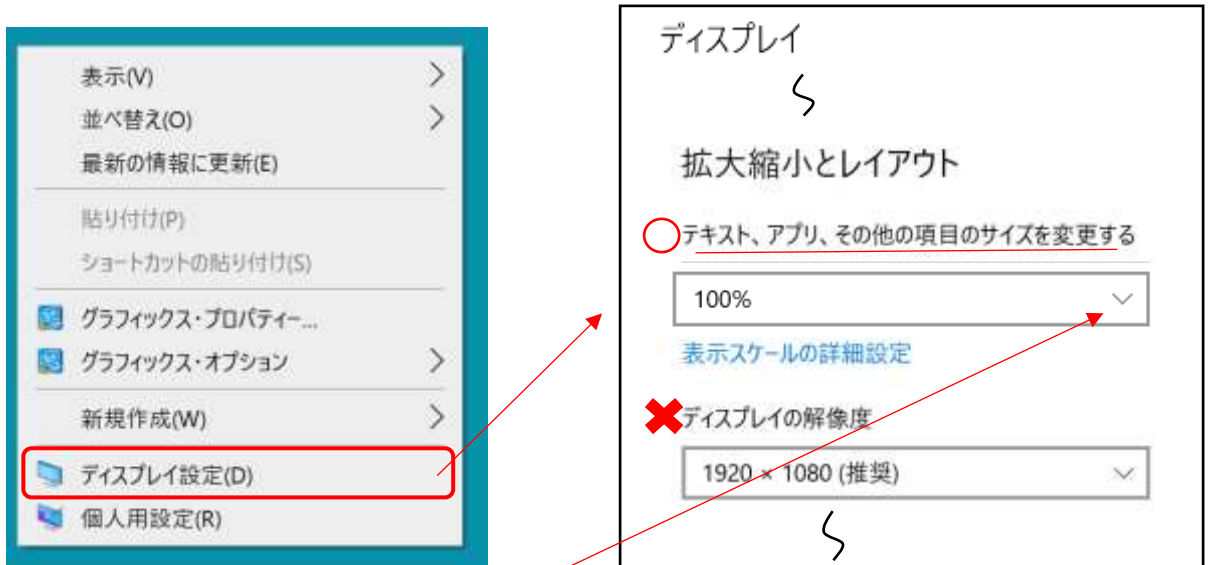 表示(V)
並べ替え(O)
最新の情報に更新(E)
貼り付け(P)
ショートカットの貼り付け(S)
グラフィックス・プロパティー...
グラフィックス・オプション
新規作成(W)
ディスプレイ設定(D)
個人用設定(R)
ディスプレイ
拡大縮小とレイアウト
テキスト、アプリ、その他の項目のサイズを変更する
100%
表示スケールの詳細設定
ディスプレイの解像度
1920 × 1080 (推奨)